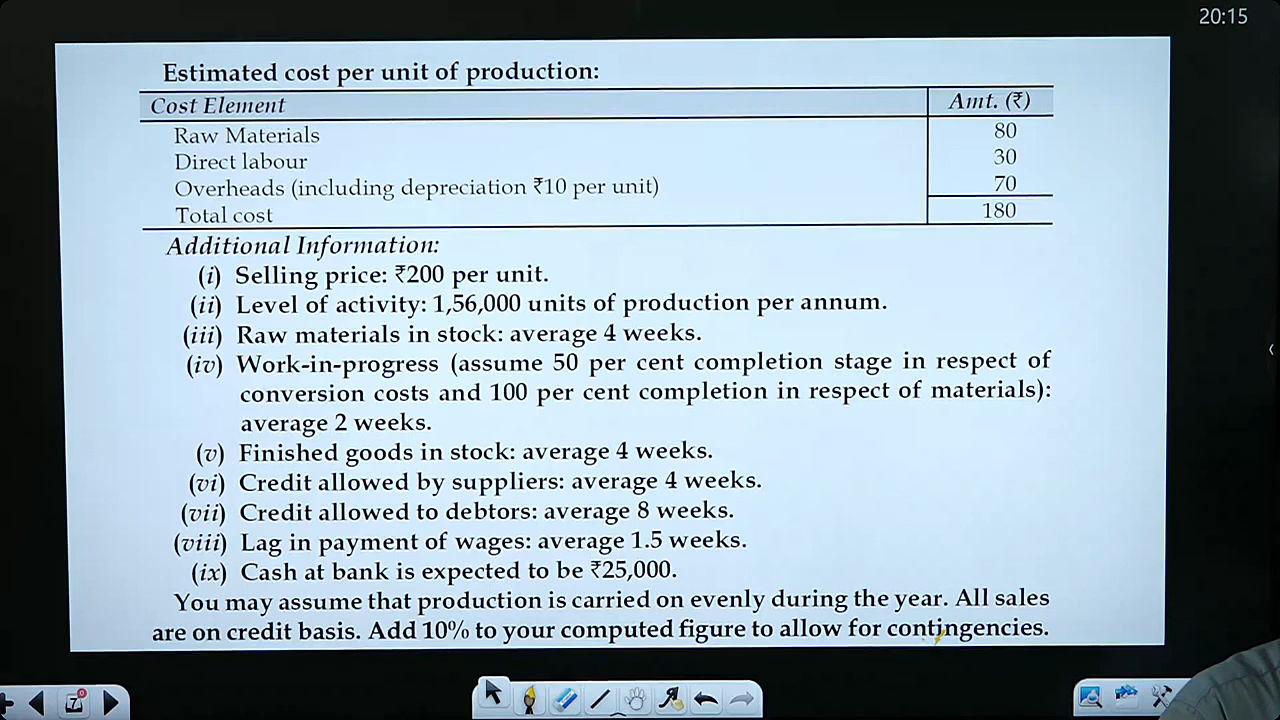 20:15
Estimated cost per unit of production:
Cost Element Amt. (₹)
Raw Materials 80
Direct labour 30
Overheads (including depreciation ₹10 per unit) 70
Total cost 180
Additional Information:
(i) Selling price: ₹200 per unit.
(ii) Level of activity: 1,56,000 units of production per annum.
(iii) Raw materials in stock: average 4 weeks.
(iv) Work-in-progress (assume 50 per cent completion stage in respect of
conversion costs and 100 per cent completion in respect of materials):
average 2 weeks.
(v) Finished goods in stock: average 4 weeks.
(vi) Credit allowed by suppliers: average 4 weeks.
(vii) Credit allowed to debtors: average 8 weeks.
(viii) Lag in payment of wages: average 1.5 weeks.
(ix) Cash at bank is expected to be ₹25,000.
You may assume that production is carried on evenly during the year. All sales
are on credit basis. Add 10% to your computed figure to allow for contingencies.
7